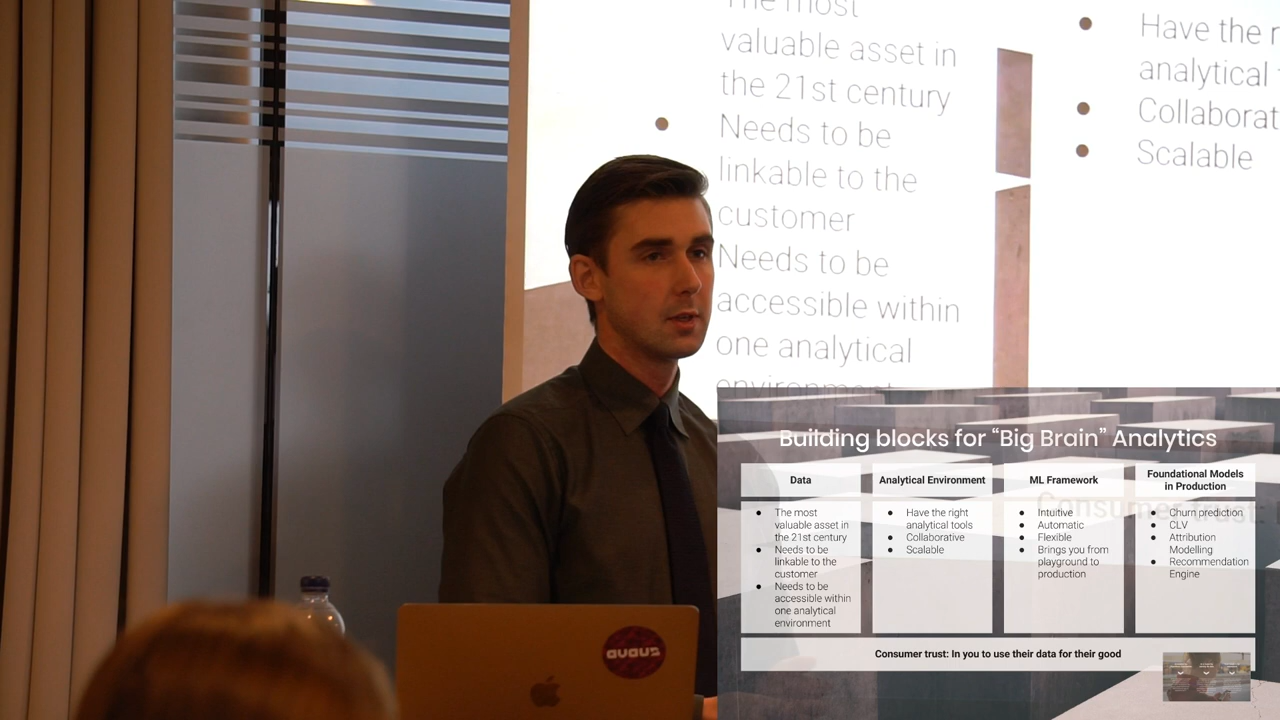 The most
valuable asset in
the 21st century
Needs to be
linkable to the
customer
Needs to be
accessible within
one analytical
environment
Have the r
analytical
Collaborat
Scalable
avaus
Building blocks for “Big Brain” Analytics
Data
The most
valuable asset in
the 21st century
Needs to be
linkable to the
customer
Needs to be
accessible within
one analytical
environment
Analytical Environment
Have the right
analytical tools
Collaborative
Scalable
ML Framework
Intuitive
Automatic
Flexible
Brings you from
playground to
production
Foundational Models
in Production
Churn prediction
CLV
Attribution
Modelling
Recommendation
Engine
Consumer trust:
Consumer trust: In you to use their data for their good